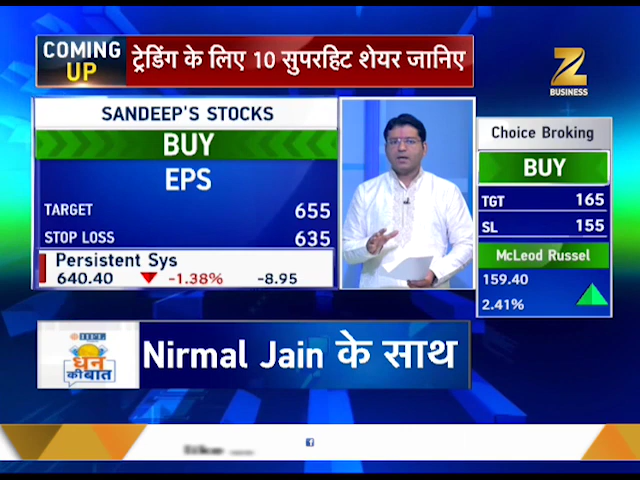 COMING
UP
ट्रेडिंग के लिए 10 सुपरहिट शेयर जानिए
Z
BUSINESS
SANDEEP'S STOCKS
BUY
EPS
TARGET 655
STOP LOSS 635
Persistent Sys
640.40 -1.38% -8.95
Choice Broking
BUY
TGT 165
SL 155
McLeod Russel
159.40
2.41%
IIFL
धन
की बात
Nirmal Jain के साथ
f